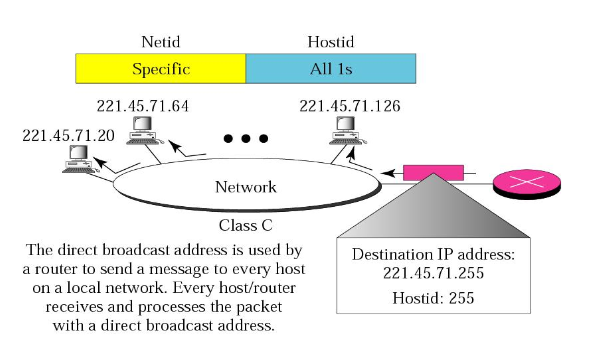 Netid Hostid
Specific All 1s
221.45.71.64 221.45.71.126
221.45.71.20
Network
Class C
The direct broadcast address is used by
a router to send a message to every host
on a local network. Every host/router
receives and processes the packet
with a direct broadcast address.
Destination IP address:
221.45.71.255
Hostid: 255